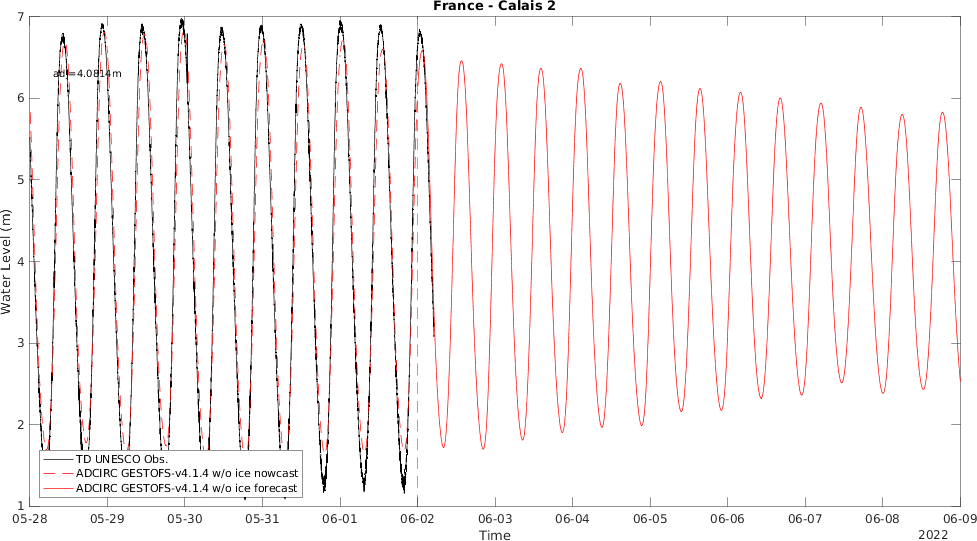 France - Calais 2
7
6
5
4
3
2
1
Water Level (m)
adj=4.0814m
TD UNESCO Obs.
ADCIRC GESTOFS-v4.1.4 w/o ice nowcast
ADCIRC GESTOFS-v4.1.4 w/o ice forecast
05-28 05-29 05-30 05-31 06-01 06-02 06-03 06-04 06-05 06-06 06-07 06-08 06-09
Time
2022